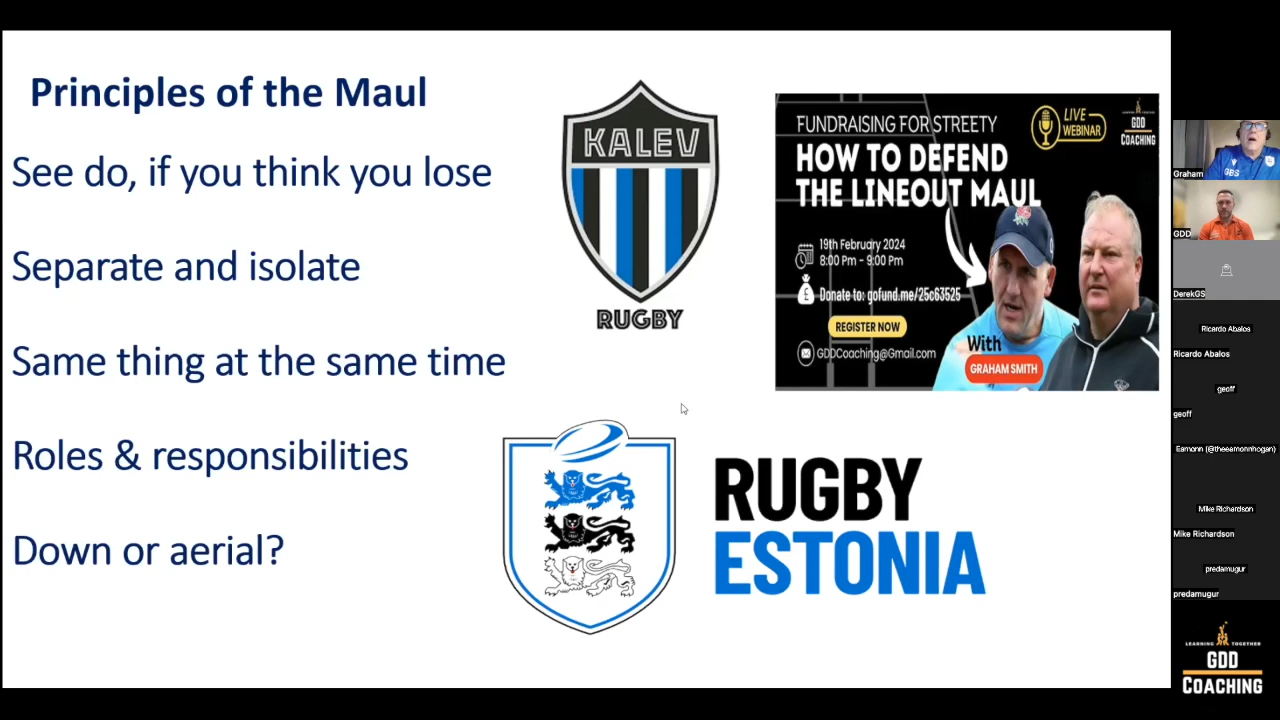 Principles of the Maul
See do, if you think you lose
Separate and isolate
Same thing at the same time
Roles & responsibilities
Down or aerial?
KALEV
RUGBY
FUNDRAISING FOR STREETY
HOW TO DEFEND
THE LINEOUT MAUL
LIVE
WEBINAR
GDD
COACHING
19th February 2024
8:00 Pm - 9:00 Pm
Donate to: gofund.me/25c63525
REGISTER NOW
GDDCoaching@Gmail.com
With
GRAHAM SMITH
RUGBY
ESTONIA
GBS
Graham
GDD
DerekGS
Ricardo Abalos
Ricardo Abalos
geoff
geoff
Eamonn (@theeamonnhogan)
Mike Richardson
Mike Richardson
predamugur
predamugur
LEARNING TOGETHER
GDD
COACHING